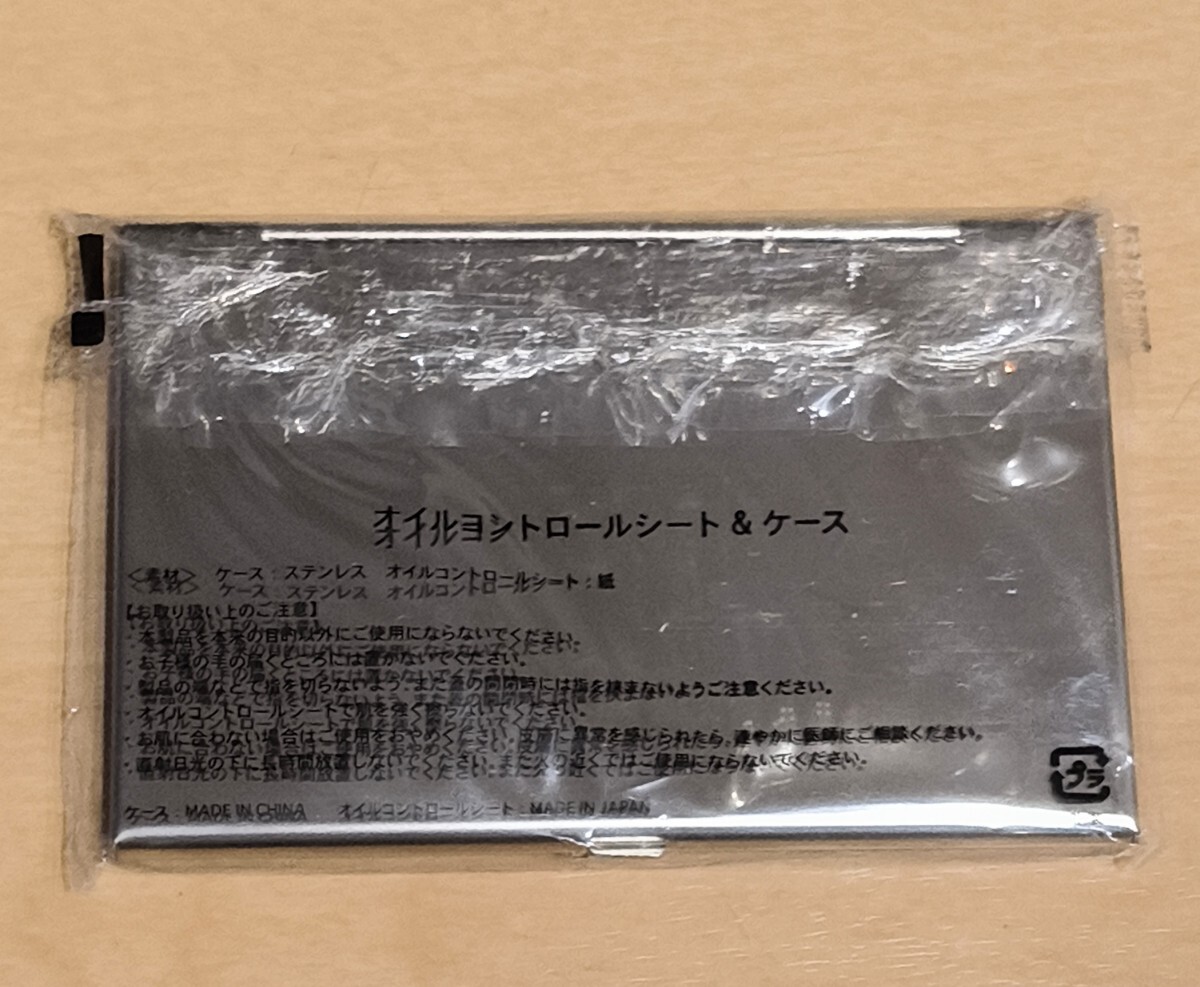 オイルコントロールシート & ケース
<素材> ケース：ステンレス オイルコントロールシート：紙
【お取り扱い上のご注意】
・本製品を本来の目的以外にご使用にならないでください。
・お子様の手の届くところには置かないでください。
・製品の端などで指を切らないよう、また蓋の開閉時には指を挟まないようご注意ください。
・オイルコントロールシートで肌を強く擦らないでください。
・お肌に合わない場合はご使用をおやめください。皮膚に異常を感じられたら、速やかに医師にご相談ください。
・直射日光の下に長時間放置しないでください。また火の近くではご使用にならないでください。
プラ
ケース：MADE IN CHINA オイルコントロールシート：MADE IN JAPAN